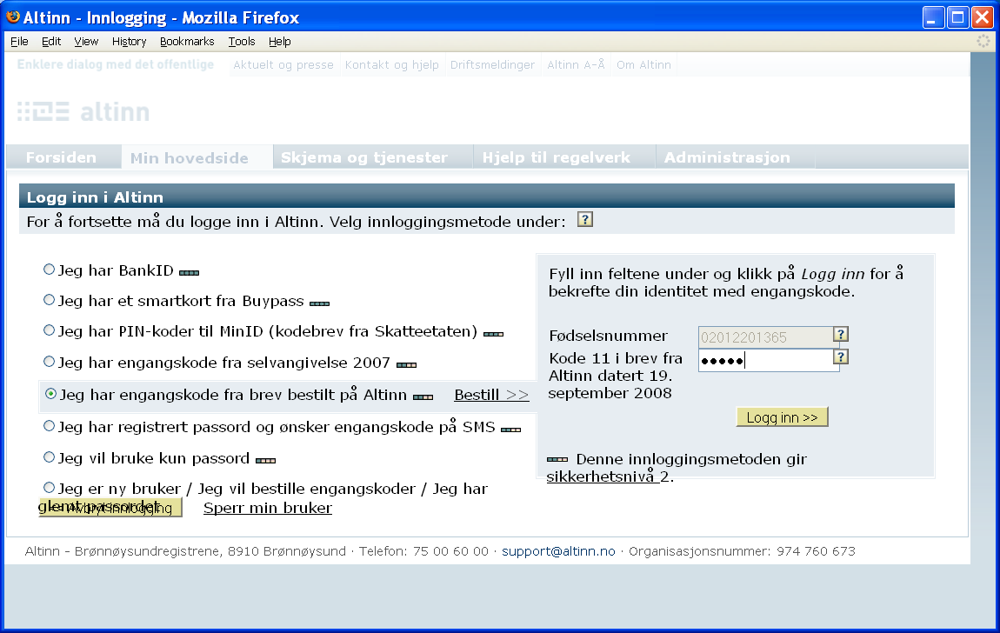 Altinn - Innlogging - Mozilla Firefox
File Edit View History Bookmarks Tools Help
Enklere dialog med det offentlige Aktuelt og presse Kontakt og hjelp Driftsmeldinger Altinn A-Å Om Altinn
altinn
Forsiden Min hovedside Skjema og tjenester Hjelp til regelverk Administrasjon
Logg inn i Altinn
For å fortsette må du logge inn i Altinn. Velg innloggingsmetode under: ?
Jeg har BankID
Jeg har et smartkort fra Buypass
Jeg har PIN-koder til MinID (kodebrev fra Skatteetaten)
Jeg har engangskode fra selvangivelse 2007
Jeg har engangskode fra brev bestilt på Altinn Bestill >>
Jeg har registrert passord og ønsker engangskode på SMS
Jeg vil bruke kun passord
Jeg er ny bruker / Jeg vil bestille engangskoder / Jeg har
glemt passordet
<< Avbryt innlogging Sperr min bruker
Fyll inn feltene under og klikk på Logg inn for å
bekrefte din identitet med engangskode.
Fødselsnummer 02012201365 ?
Kode 11 i brev fra ●●●●● ?
Altinn datert 19.
september 2008
Logg inn >>
Denne innloggingsmetoden gir
sikkerhetsnivå 2.
Altinn - Brønnøysundregistrene, 8910 Brønnøysund · Telefon: 75 00 60 00 · support@altinn.no · Organisasjonsnummer: 974 760 673